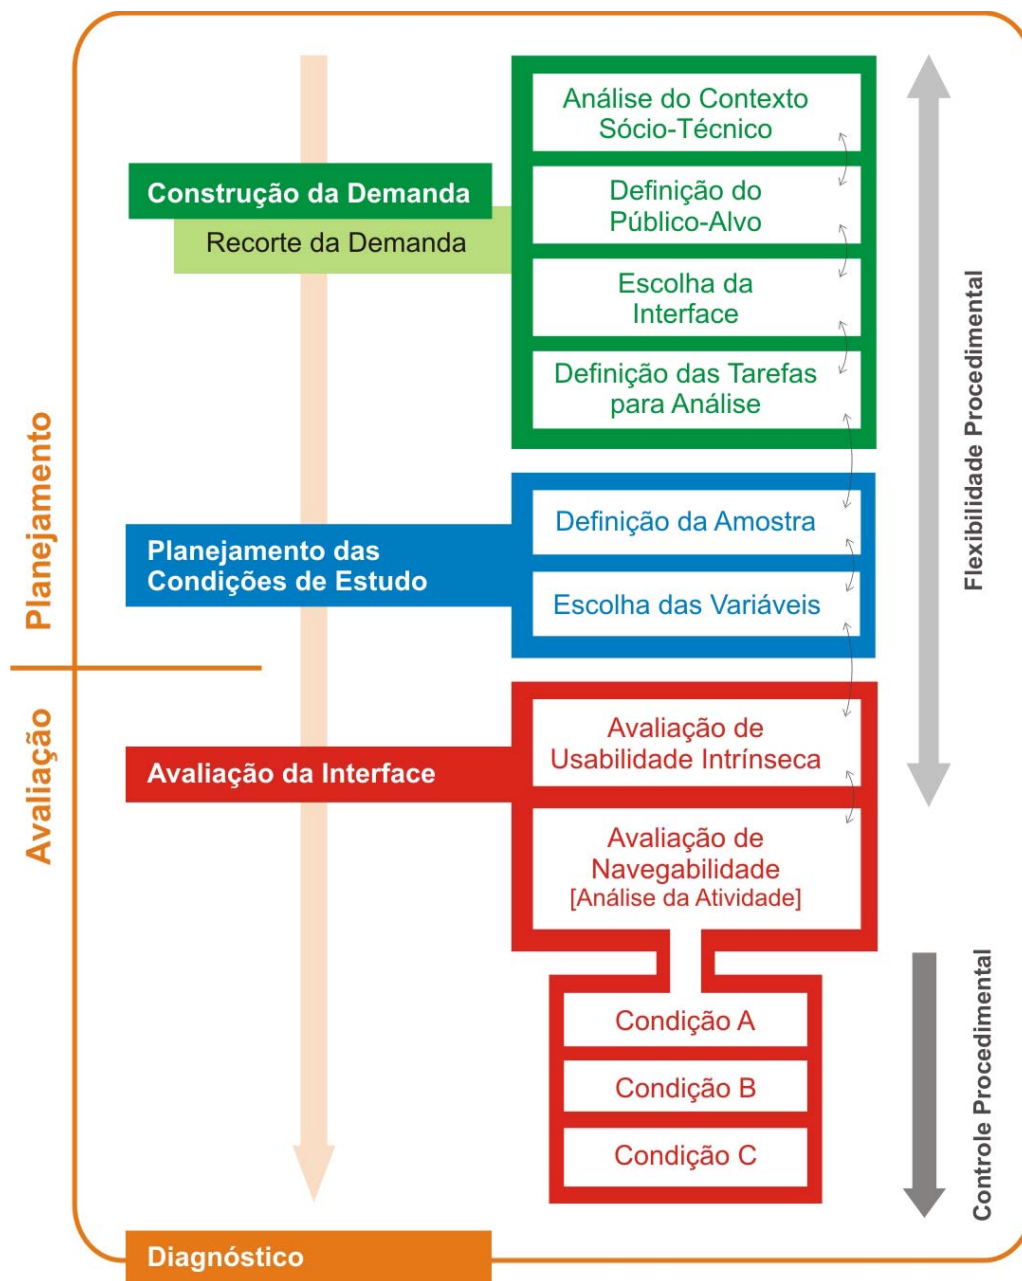 Análise do Contexto
Sócio-Técnico
Construção da Demanda
Recorte da Demanda
Definição do
Público-Alvo
Escolha da
Interface
Definição das Tarefas
para Análise
Flexibilidade Procedimental
Planejamento
Planejamento das
Condições de Estudo
Definição da Amostra
Escolha das Variáveis
Avaliação
Avaliação da Interface
Avaliação de
Usabilidade Intrínseca
Avaliação de
Navegabilidade
[Análise da Atividade]
Condição A
Condição B
Condição C
Controle Procedimental
Diagnóstico